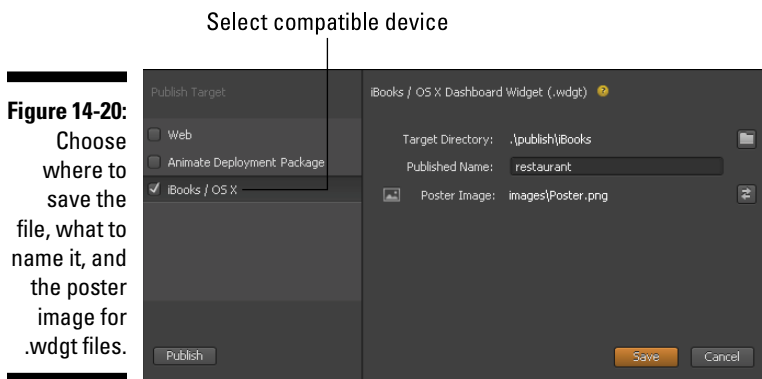 Select compatible device
Figure 14-20:
Choose
where to
save the
file, what to
name it, and
the poster
image for
.wdgt files.
Publish Target
Web
Animate Deployment Package
iBooks / OS X
Publish
iBooks / OS X Dashboard Widget (.wdgt) ?
Target Directory: .\publish\iBooks
Published Name: restaurant
Poster Image: images\Poster.png
Save Cancel